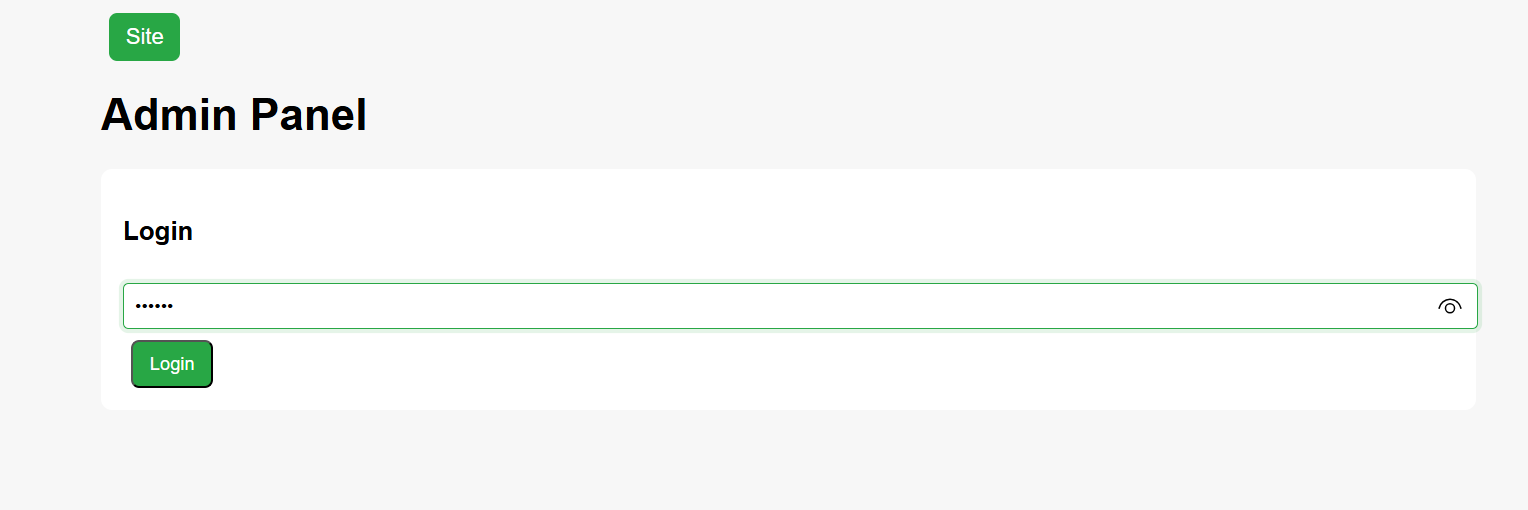 Site
Admin Panel
Login
••••••
Login